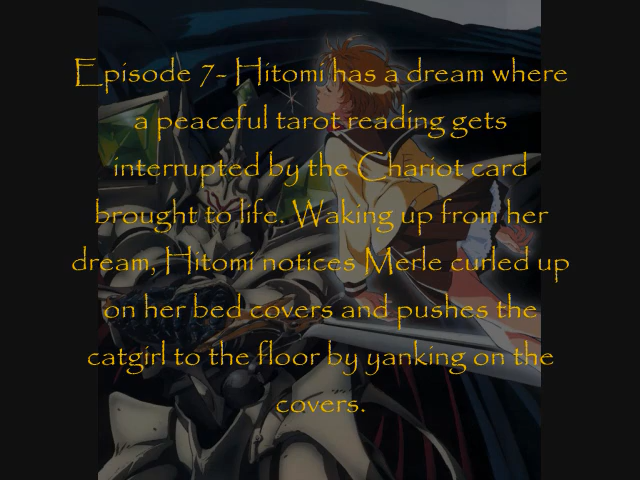 Episode 7- Hitomi has a dream where
a peaceful tarot reading gets
interrupted by the Chariot card
brought to life. Waking up from her
dream, Hitomi notices Merle curled up
on her bed covers and pushes the
catgirl to the floor by yanking on the
covers.